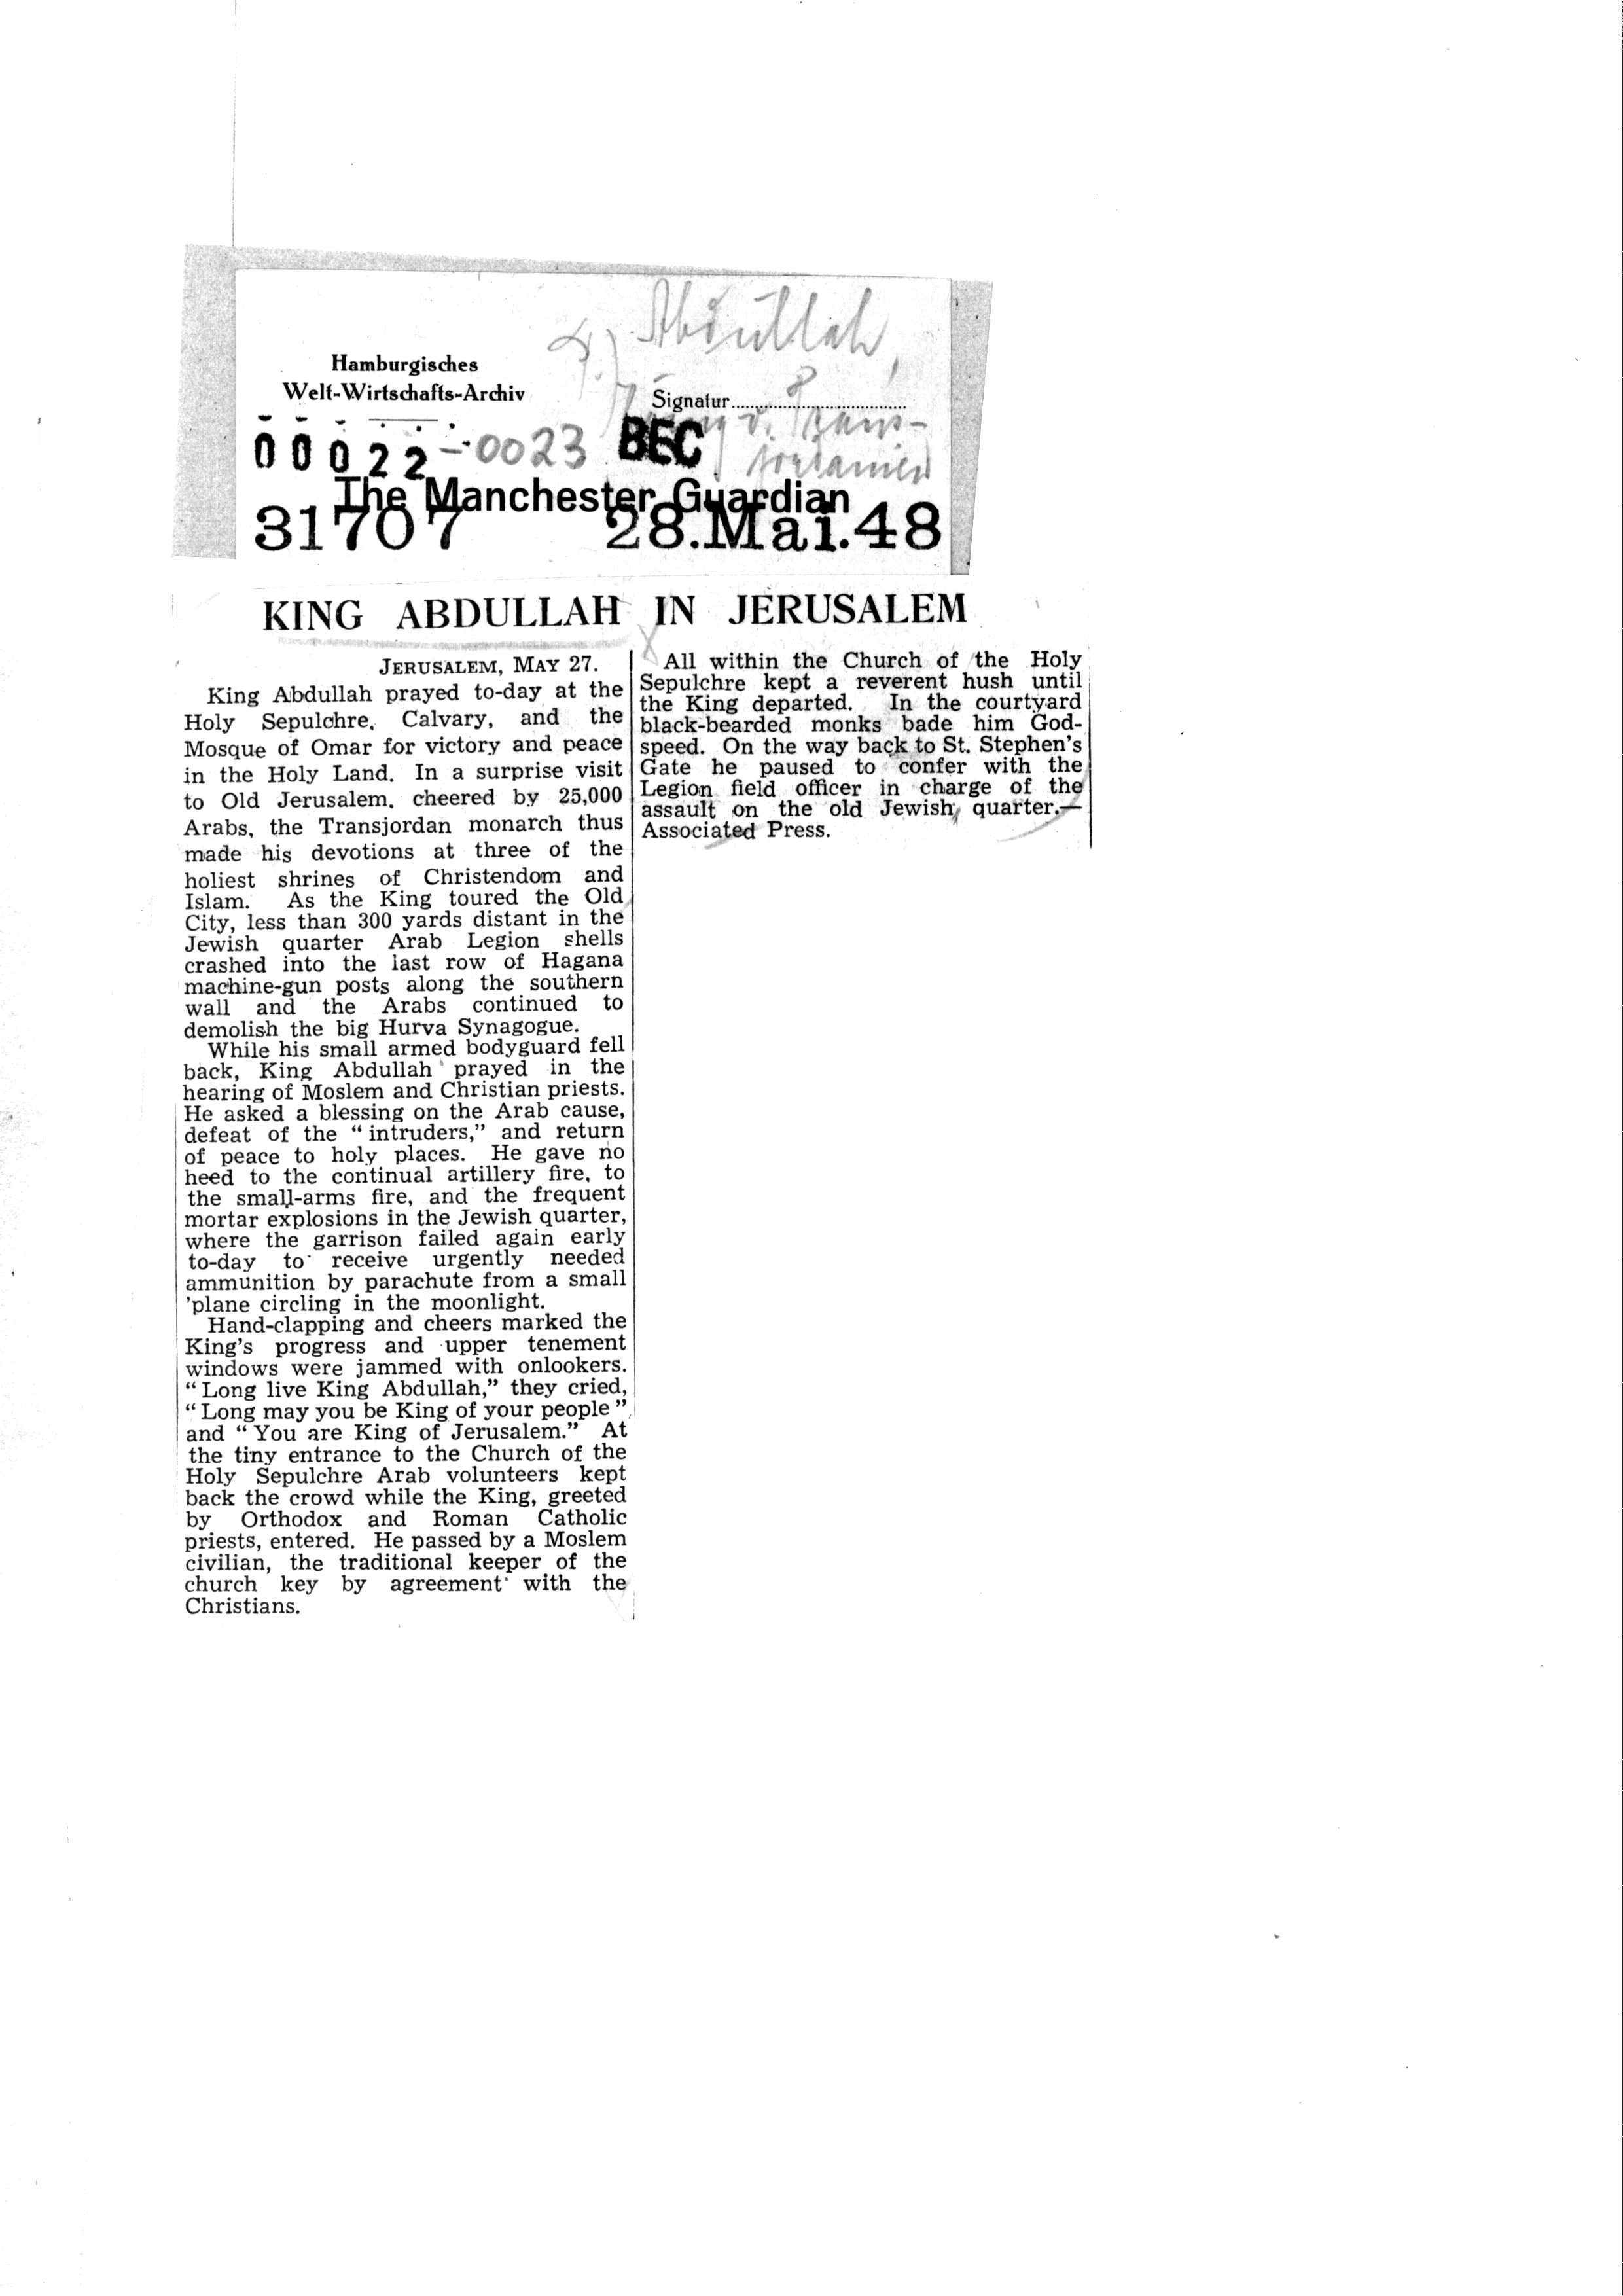 Abdullah,
Hamburgisches
Welt-Wirtschafts-Archiv
Signatur
8
v. Trans-
jordanien
00022-0023 BEC
The Manchester Guardian
31707 28.Mai.48
KING ABDULLAH IN JERUSALEM
JERUSALEM, MAY 27.
King Abdullah prayed to-day at the
Holy Sepulchre, Calvary, and the
Mosque of Omar for victory and peace
in the Holy Land. In a surprise visit
to Old Jerusalem, cheered by 25,000
Arabs, the Transjordan monarch thus
made his devotions at three of the
holiest shrines of Christendom and
Islam. As the King toured the Old
City, less than 300 yards distant in the
Jewish quarter Arab Legion shells
crashed into the last row of Hagana
machine-gun posts along the southern
wall and the Arabs continued to
demolish the big Hurva Synagogue.
While his small armed bodyguard fell
back, King Abdullah prayed in the
hearing of Moslem and Christian priests.
He asked a blessing on the Arab cause,
defeat of the “ intruders,” and return
of peace to holy places. He gave no
heed to the continual artillery fire, to
the small-arms fire, and the frequent
mortar explosions in the Jewish quarter,
where the garrison failed again early
to-day to receive urgently needed
ammunition by parachute from a small
’plane circling in the moonlight.
Hand-clapping and cheers marked the
King's progress and upper tenement
windows were jammed with onlookers.
“ Long live King Abdullah,” they cried,
“ Long may you be King of your people ”
and “ You are King of Jerusalem.” At
the tiny entrance to the Church of the
Holy Sepulchre Arab volunteers kept
back the crowd while the King, greeted
by Orthodox and Roman Catholic
priests, entered. He passed by a Moslem
civilian, the traditional keeper of the
church key by agreement with the
Christians.
All within the Church of the Holy
Sepulchre kept a reverent hush until
the King departed. In the courtyard
black-bearded monks bade him God-
speed. On the way back to St. Stephen's
Gate he paused to confer with the
Legion field officer in charge of the
assault on the old Jewish quarter.—
Associated Press.